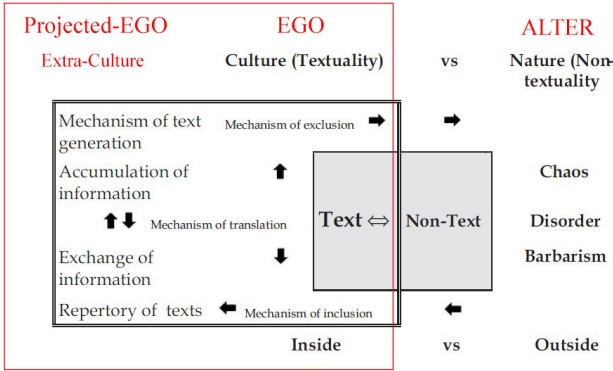 Projected-EGO EGO ALTER
Extra-Culture Culture (Textuality) vs Nature (Non-
textuality
Mechanism of text
generation
Mechanism of exclusion
Accumulation of
information
Chaos
Mechanism of translation
Text ⇔ Non-Text
Disorder
Exchange of
information
Barbarism
Repertory of texts
Mechanism of inclusion
Inside vs Outside